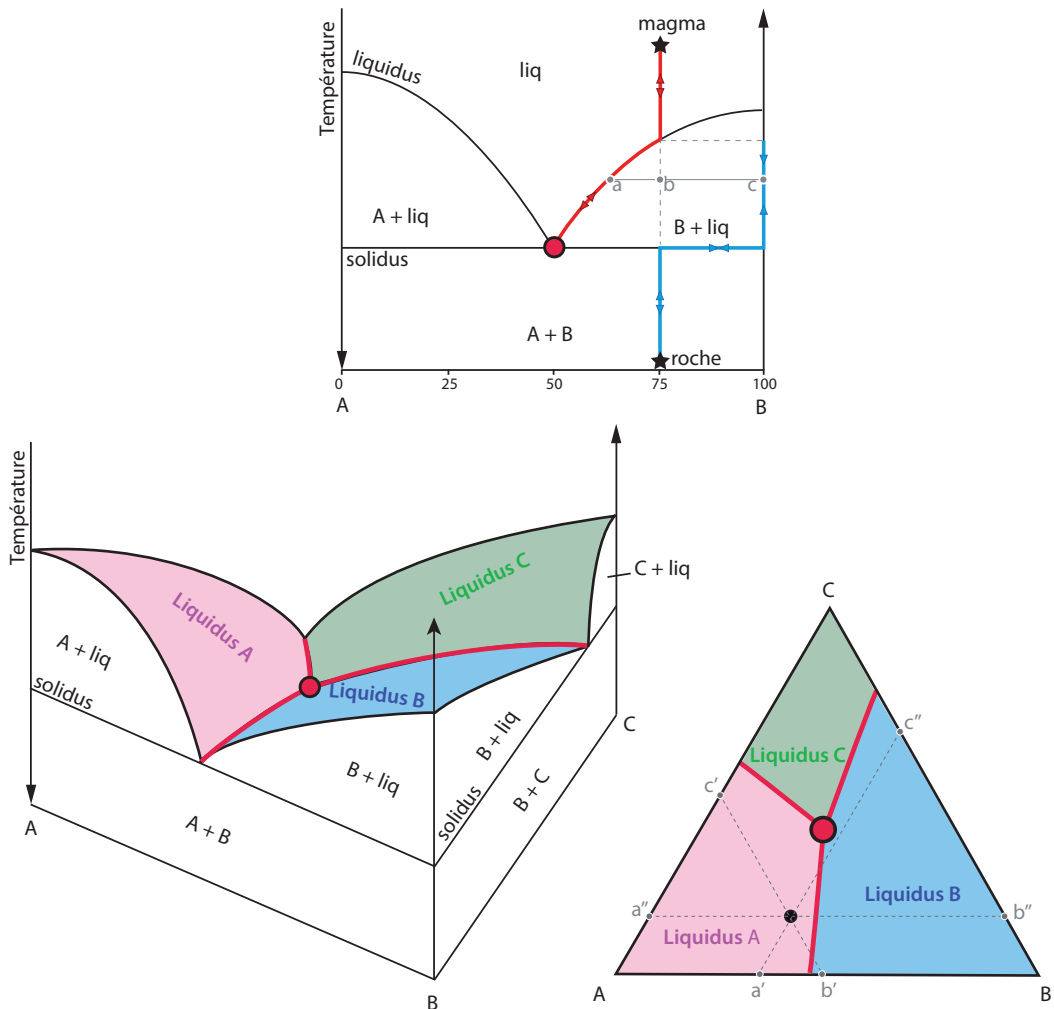 Température
magma
liquidus
liq
a
b
c
A + liq
B + liq
solidus
A + B
roche
0
25
50
75
100
A
B
Température
Liquidus A
Liquidus C
C + liq
A + liq
solidus
Liquidus B
B + liq
B + liq
solidus
B + C
C
A
A + B
B
C
c''
Liquidus C
c'
Liquidus B
a''
b''
Liquidus A
A
a'
b'
B